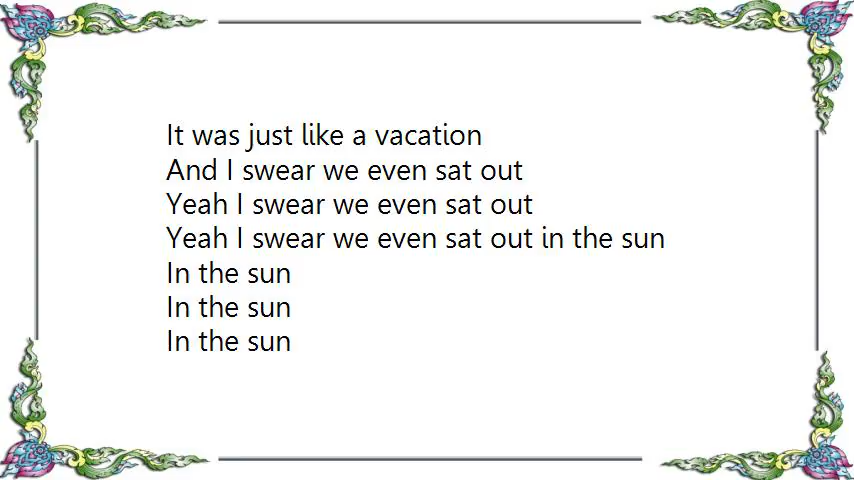 It was just like a vacation
And I swear we even sat out
Yeah I swear we even sat out
Yeah I swear we even sat out in the sun
In the sun
In the sun
In the sun